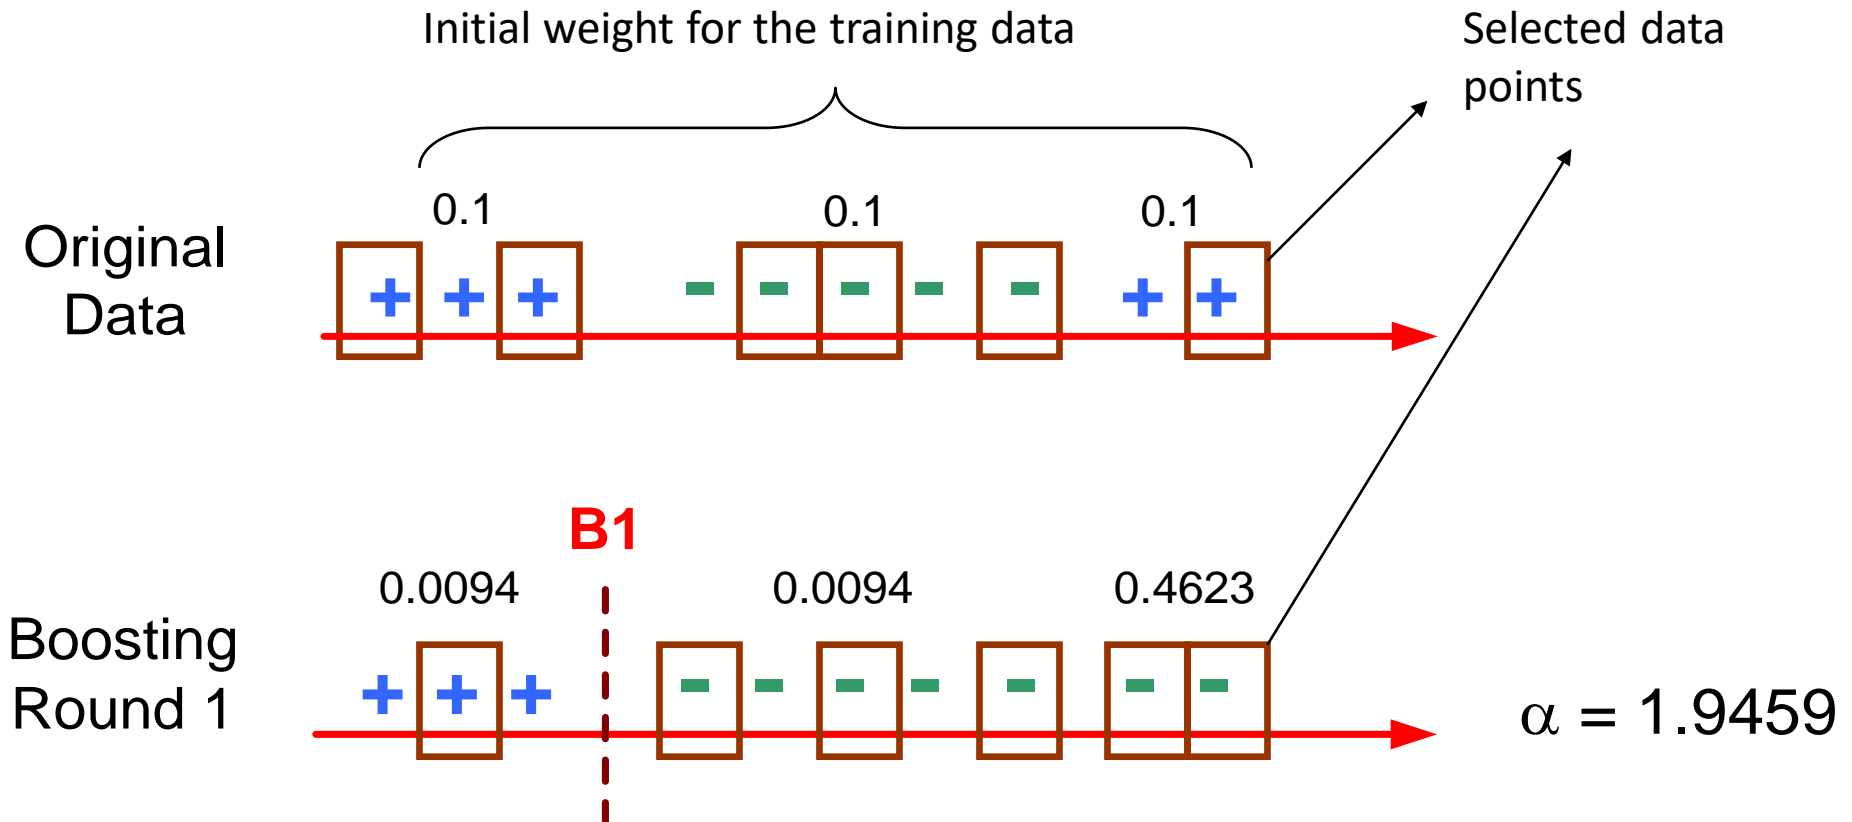 Initial weight for the training data
Selected data
points
0.1 0.1 0.1
Original
Data
+ + + - - - - - + +
B1
0.0094 0.0094 0.4623
Boosting
Round 1
+ + + - - - - - - -
α = 1.9459